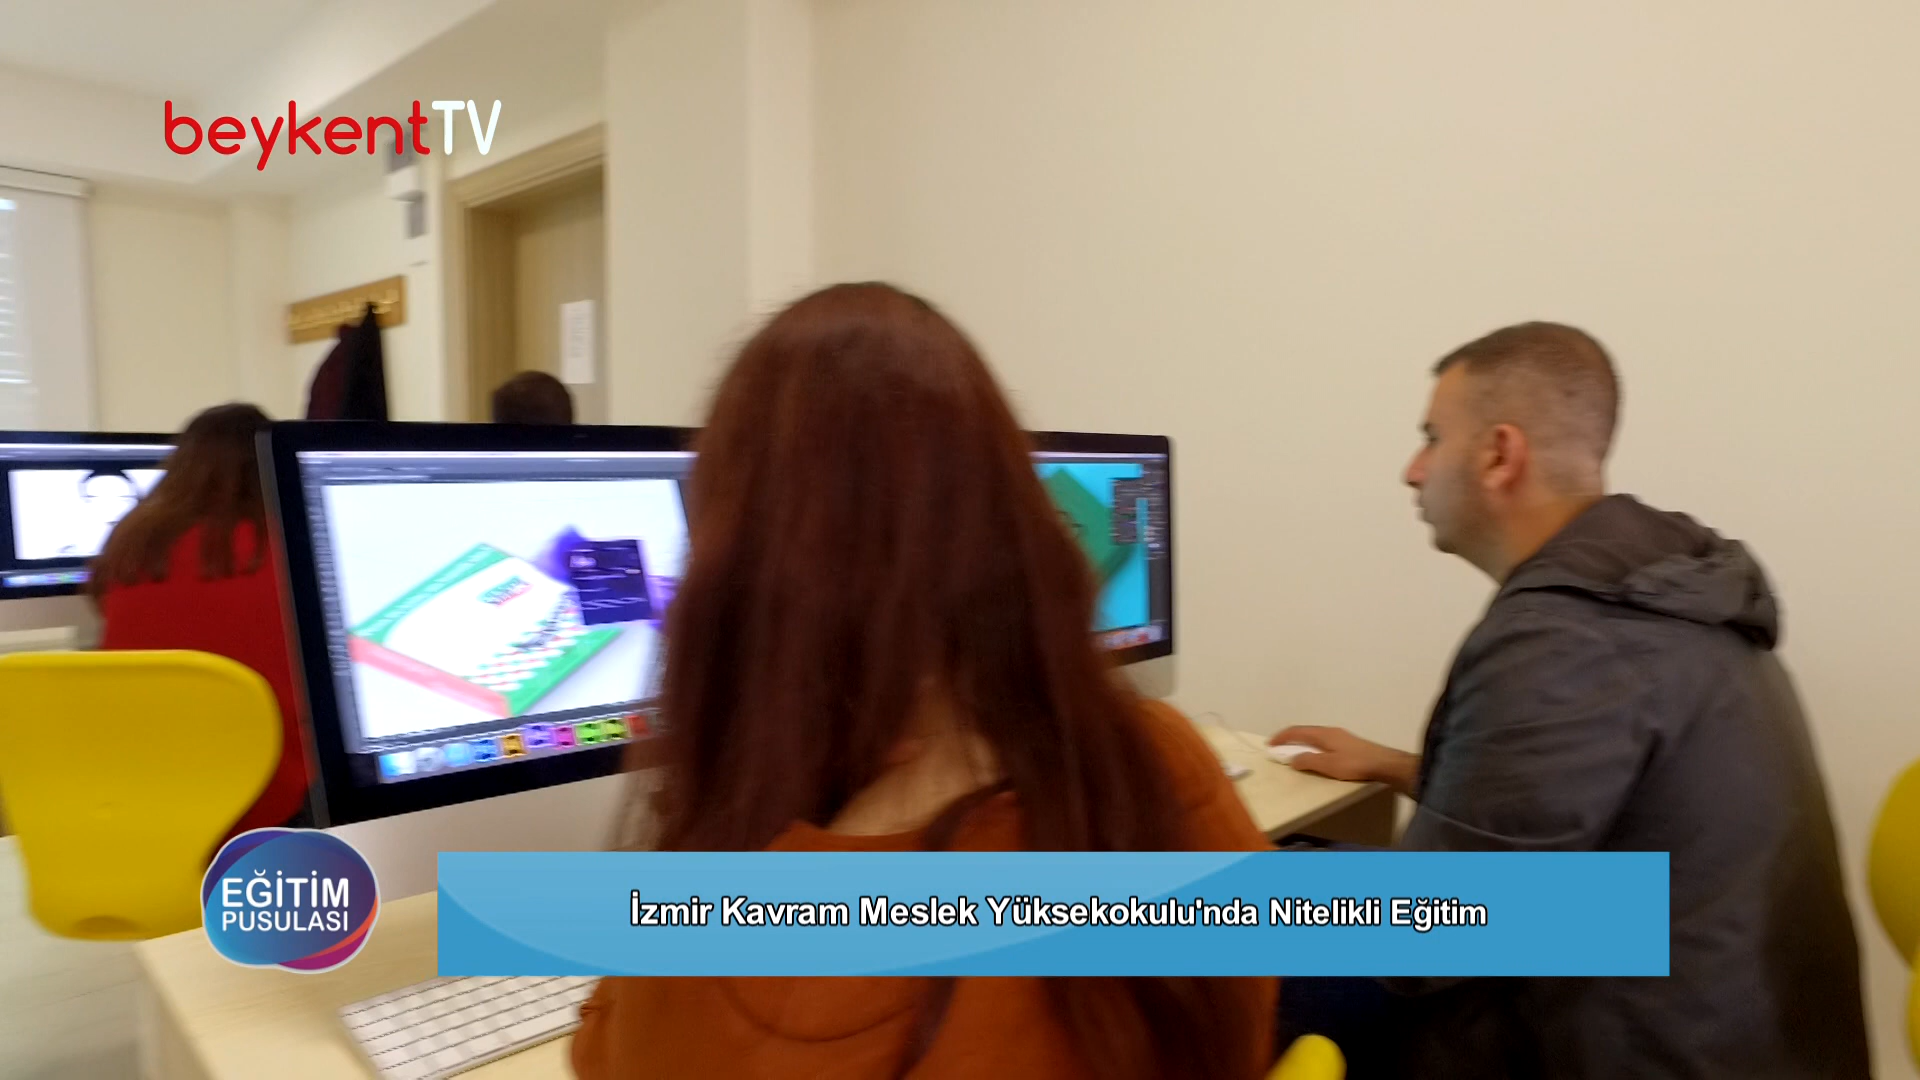 beykentTV
EĞİTİM
PUSULASI
İzmir Kavram Meslek Yüksekokulu'nda Nitelikli Eğitim